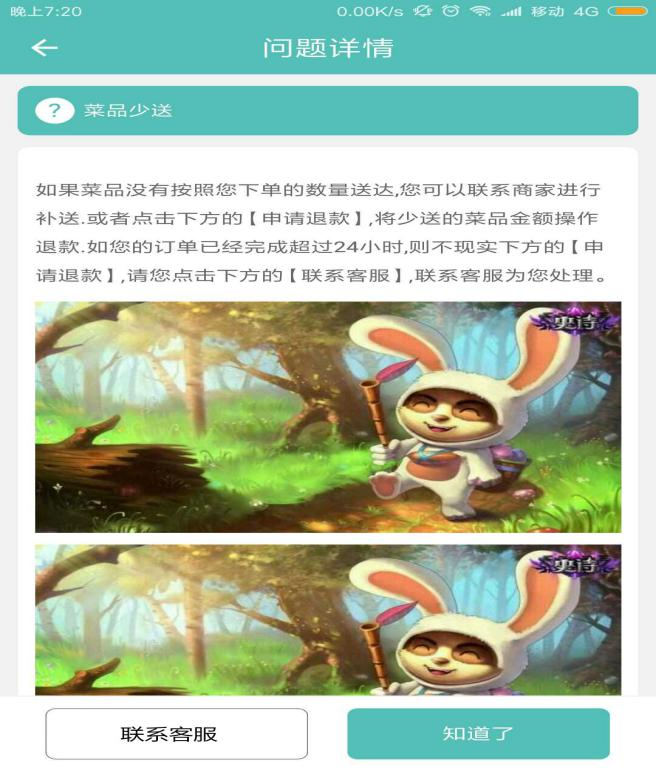 晚上7:20
0.00K/s 移动 4G
问题详情
? 菜品少送
如果菜品没有按照您下单的数量送达,您可以联系商家进行
补送.或者点击下方的【申请退款】,将少送的菜品金额操作
退款.如您的订单已经完成超过24小时,则不现实下方的【申
请退款】,请您点击下方的【联系客服】,联系客服为您处理。
史诗
史诗
联系客服
知道了